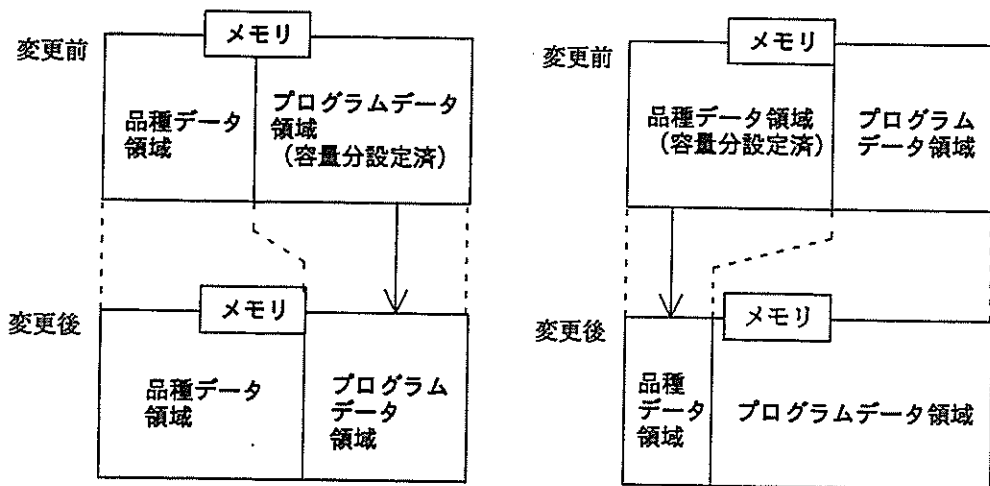 変更前
メモリ
品種データ
領域
プログラムデータ
領域
（容量分設定済）
変更後
メモリ
品種データ
領域
プログラム
データ
領域
変更前
メモリ
品種データ領域
（容量分設定済）
プログラム
データ領域
変更後
メモリ
品種
データ
領域
プログラムデータ領域